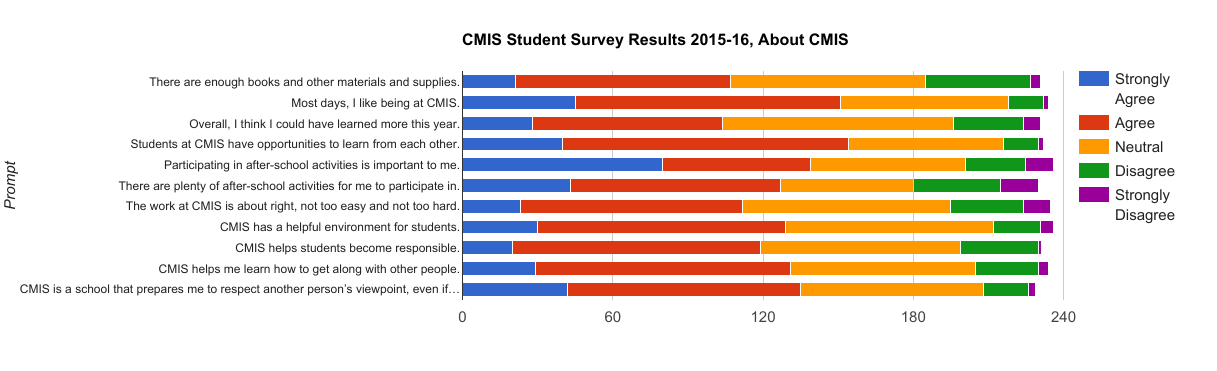 CMIS Student Survey Results 2015-16, About CMIS
Prompt
There are enough books and other materials and supplies.
Most days, I like being at CMIS.
Overall, I think I could have learned more this year.
Students at CMIS have opportunities to learn from each other.
Participating in after-school activities is important to me.
There are plenty of after-school activities for me to participate in.
The work at CMIS is about right, not too easy and not too hard.
CMIS has a helpful environment for students.
CMIS helps students become responsible.
CMIS helps me learn how to get along with other people.
CMIS is a school that prepares me to respect another person's viewpoint, even if…
0 60 120 180 240
Strongly
Agree
Agree
Neutral
Disagree
Strongly
Disagree